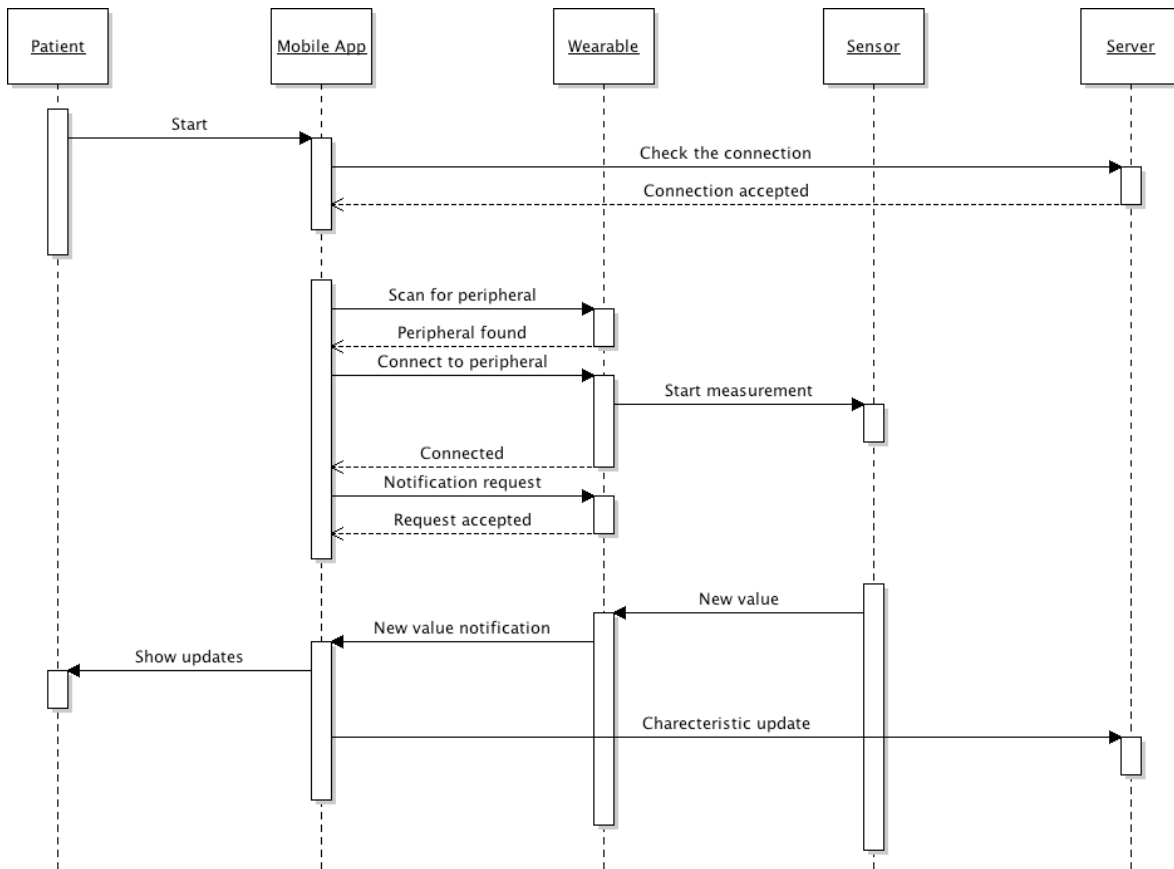 Patient
Mobile App
Wearable
Sensor
Server
Start
Check the connection
Connection accepted
Scan for peripheral
Peripheral found
Connect to peripheral
Start measurement
Connected
Notification request
Request accepted
New value
New value notification
Show updates
Charecteristic update